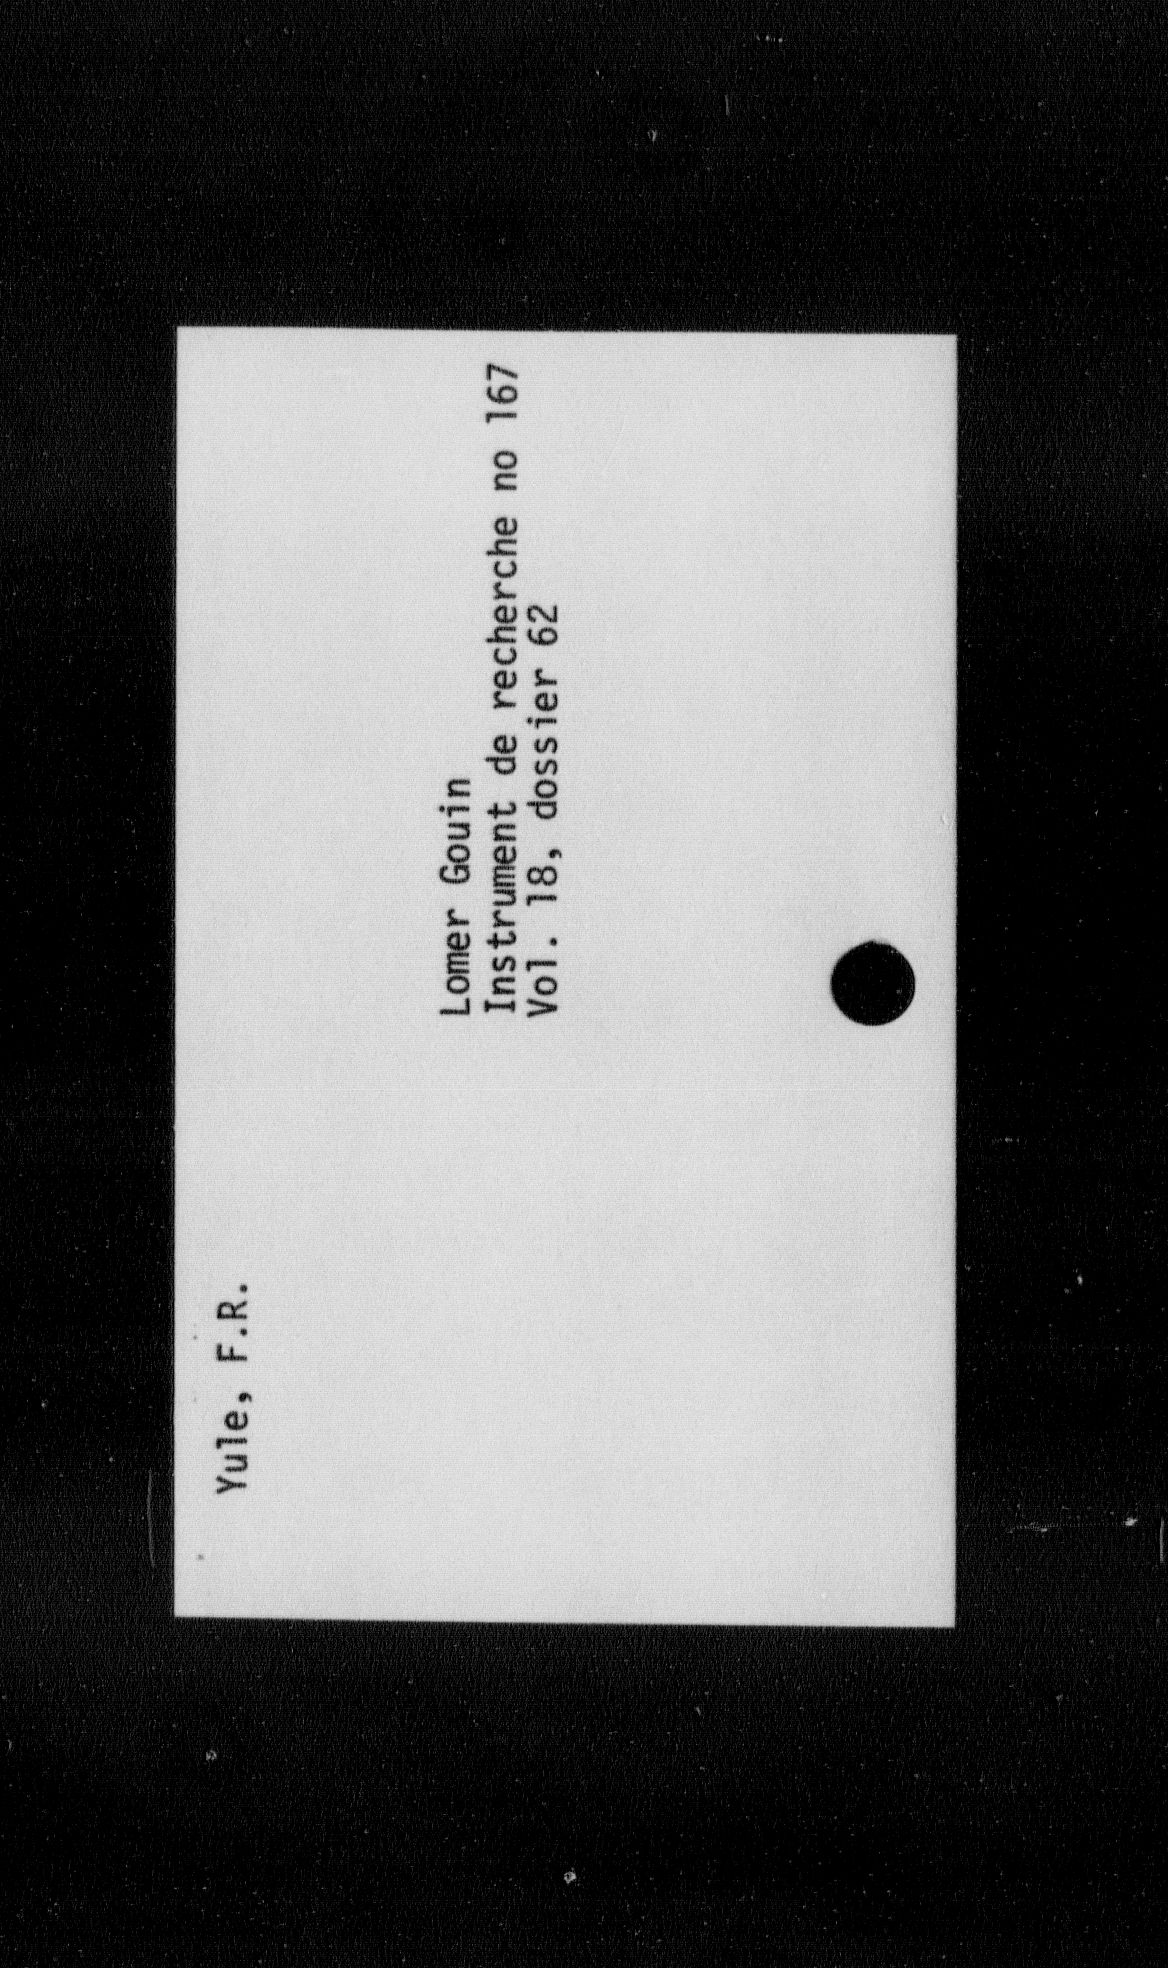 Yule, F.R.
Lomer Gouin
Instrument de recherche no 167
Vol. 18, dossier 62